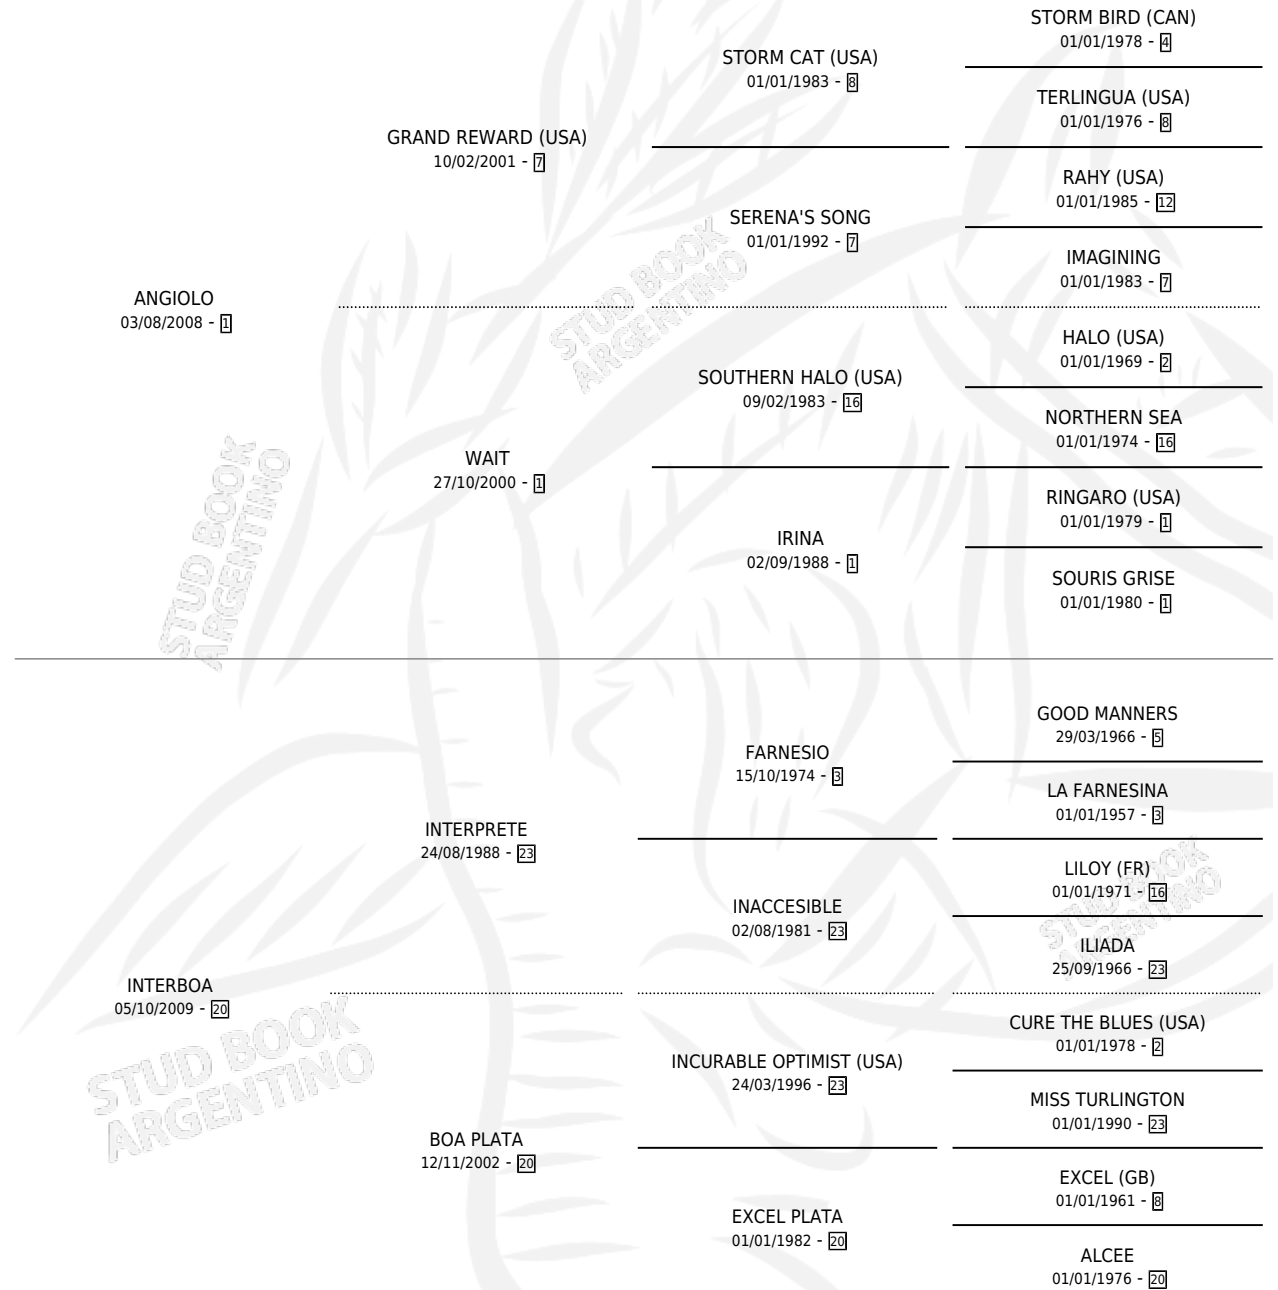 STORM BIRD (CAN)
01/01/1978 - 4
STORM CAT (USA)
01/01/1983 - 8
TERLINGUA (USA)
01/01/1976 - 8
GRAND REWARD (USA)
10/02/2001 - 7
RAHY (USA)
01/01/1985 - 12
SERENA'S SONG
01/01/1992 - 7
IMAGINING
01/01/1983 - 7
ANGIOLO
03/08/2008 - 1
HALO (USA)
01/01/1969 - 2
SOUTHERN HALO (USA)
09/02/1983 - 16
NORTHERN SEA
01/01/1974 - 16
WAIT
27/10/2000 - 1
RINGARO (USA)
01/01/1979 - 1
IRINA
02/09/1988 - 1
SOURIS GRISE
01/01/1980 - 1
STUD BOOK
ARGENTINO
STUD BOOK
ARGENTINO
GOOD MANNERS
29/03/1966 - 5
FARNESIO
15/10/1974 - 3
LA FARNESINA
01/01/1957 - 3
INTERPRETE
24/08/1988 - 23
LILOY (FR)
01/01/1971 - 16
INACCESIBLE
02/08/1981 - 23
ILIADA
25/09/1966 - 23
INTERBOA
05/10/2009 - 20
CURE THE BLUES (USA)
01/01/1978 - 2
INCURABLE OPTIMIST (USA)
24/03/1996 - 23
MISS TURLINGTON
01/01/1990 - 23
BOA PLATA
12/11/2002 - 20
EXCEL (GB)
01/01/1961 - 8
EXCEL PLATA
01/01/1982 - 20
ALCEE
01/01/1976 - 20
STUD BOOK
ARGENTINO
STUD BOOK
ARGENTINO